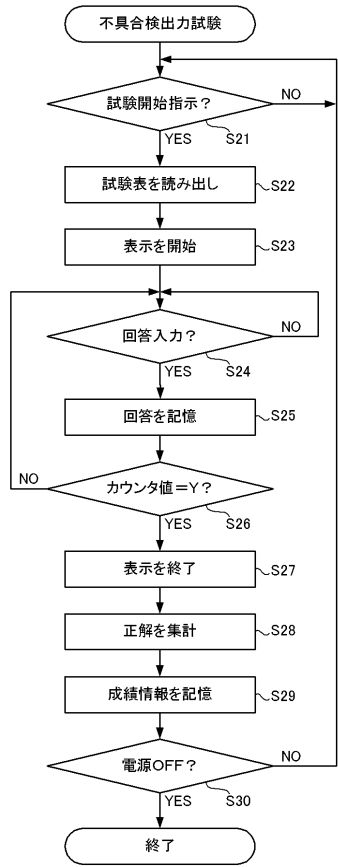 不具合検出力試験
試験開始指示？
NO
YES
S21
試験表を読み出し
S22
表示を開始
S23
回答入力？
NO
YES
S24
回答を記憶
S25
NO
カウンタ値＝Y？
YES
S26
表示を終了
S27
正解を集計
S28
成績情報を記憶
S29
電源OFF？
NO
YES
S30
終了